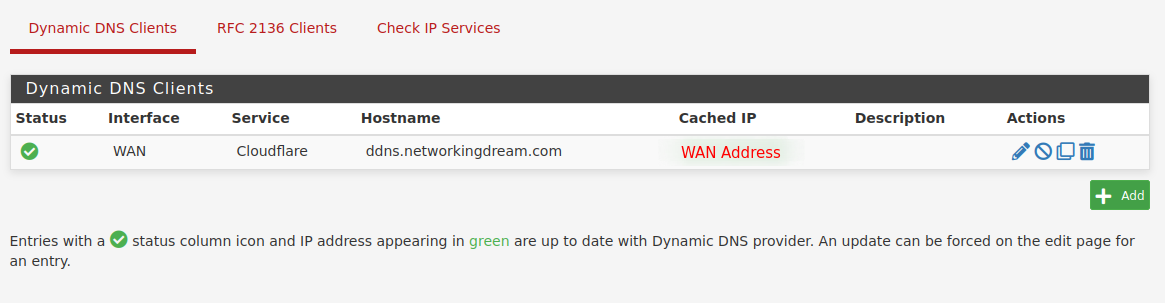 Dynamic DNS Clients RFC 2136 Clients Check IP Services
Dynamic DNS Clients
Status Interface Service Hostname Cached IP Description Actions
WAN Cloudflare ddns.networkingdream.com WAN Address
Add
Entries with a status column icon and IP address appearing in green are up to date with Dynamic DNS provider. An update can be forced on the edit page for
an entry.